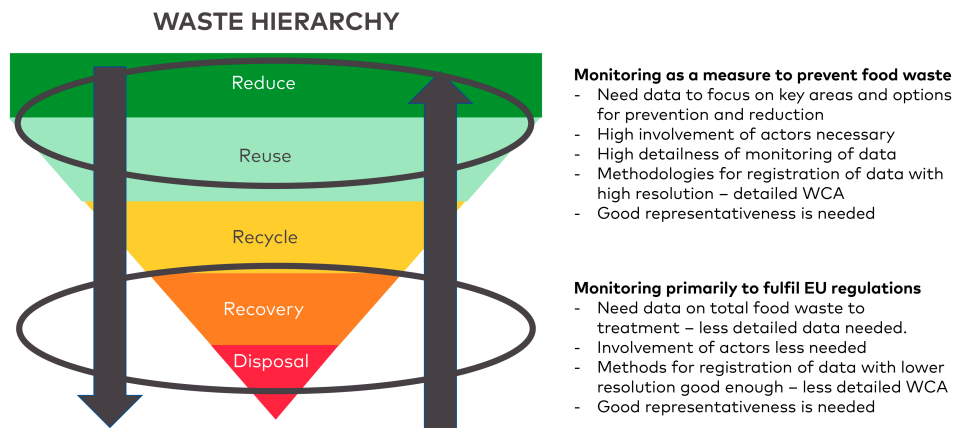 WASTE HIERARCHY
Reduce
Reuse
Recycle
Recovery
Disposal
Monitoring as a measure to prevent food waste
- Need data to focus on key areas and options
for prevention and reduction
- High involvement of actors necessary
- High detailness of monitoring of data
- Methodologies for registration of data with
high resolution – detailed WCA
- Good representativeness is needed
Monitoring primarily to fulfil EU regulations
- Need data on total food waste to
treatment – less detailed data needed.
- Involvement of actors less needed
- Methods for registration of data with lower
resolution good enough – less detailed WCA
- Good representativeness is needed